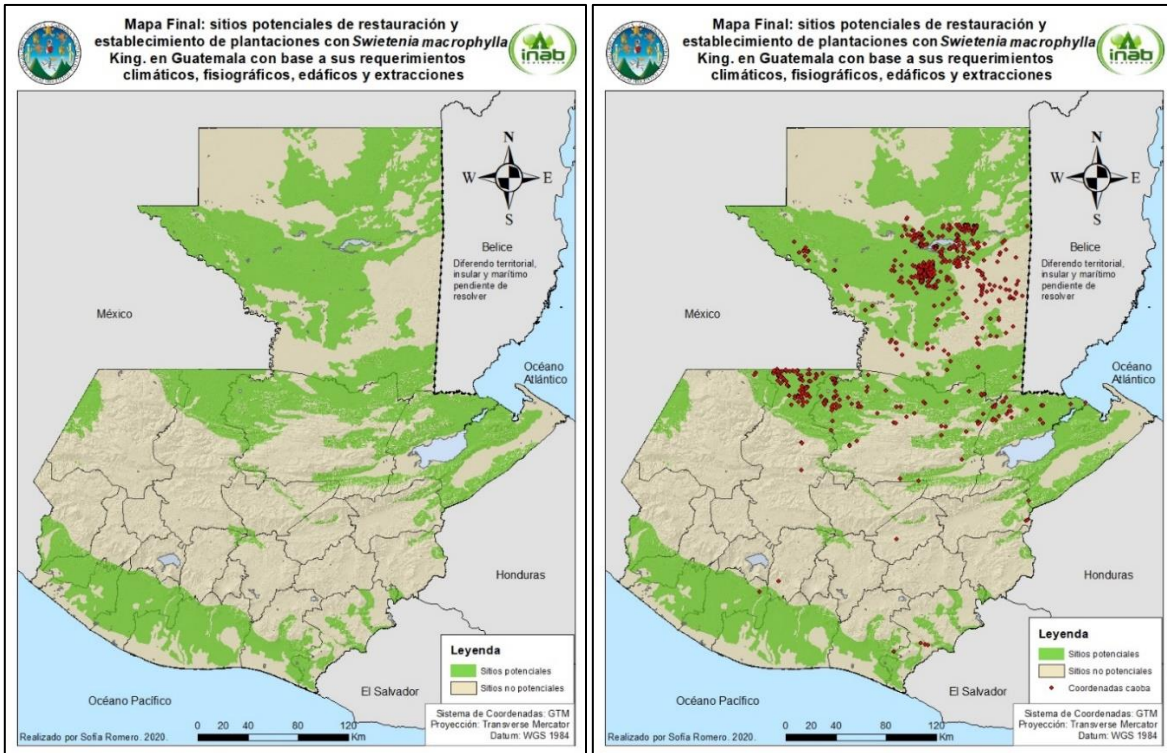 Mapa Final: sitios potenciales de restauración y
establecimiento de plantaciones con Swietenia macrophylla
King. en Guatemala con base a sus requerimientos
climáticos, fisiográficos, edáficos y extracciones
inab
N
W
E
S
Belice
Diferendo territorial,
insular y marítimo
pendiente de
resolver
México
Océano
Atlántico
Honduras
Leyenda
Sitios potenciales
Sitios no potenciales
El Salvador
Océano Pacífico
Sistema de Coordenadas: GTM
Proyección: Transverse Mercator
Datum: WGS 1984
0 20 40 80 120
Km
Realizado por Sofía Romero. 2020.
Mapa Final: sitios potenciales de restauración y
establecimiento de plantaciones con Swietenia macrophylla
King. en Guatemala con base a sus requerimientos
climáticos, fisiográficos, edáficos y extracciones
inab
N
W
E
S
Belice
Diferendo territorial,
insular y marítimo
pendiente de
resolver
México
Océano
Atlántico
Honduras
Leyenda
Sitios potenciales
Sitios no potenciales
Coordenadas caoba
El Salvador
Océano Pacífico
Sistema de Coordenadas: GTM
Proyección: Transverse Mercator
Datum: WGS 1984
0 20 40 80 120
Km
Realizado por Sofía Romero. 2020.